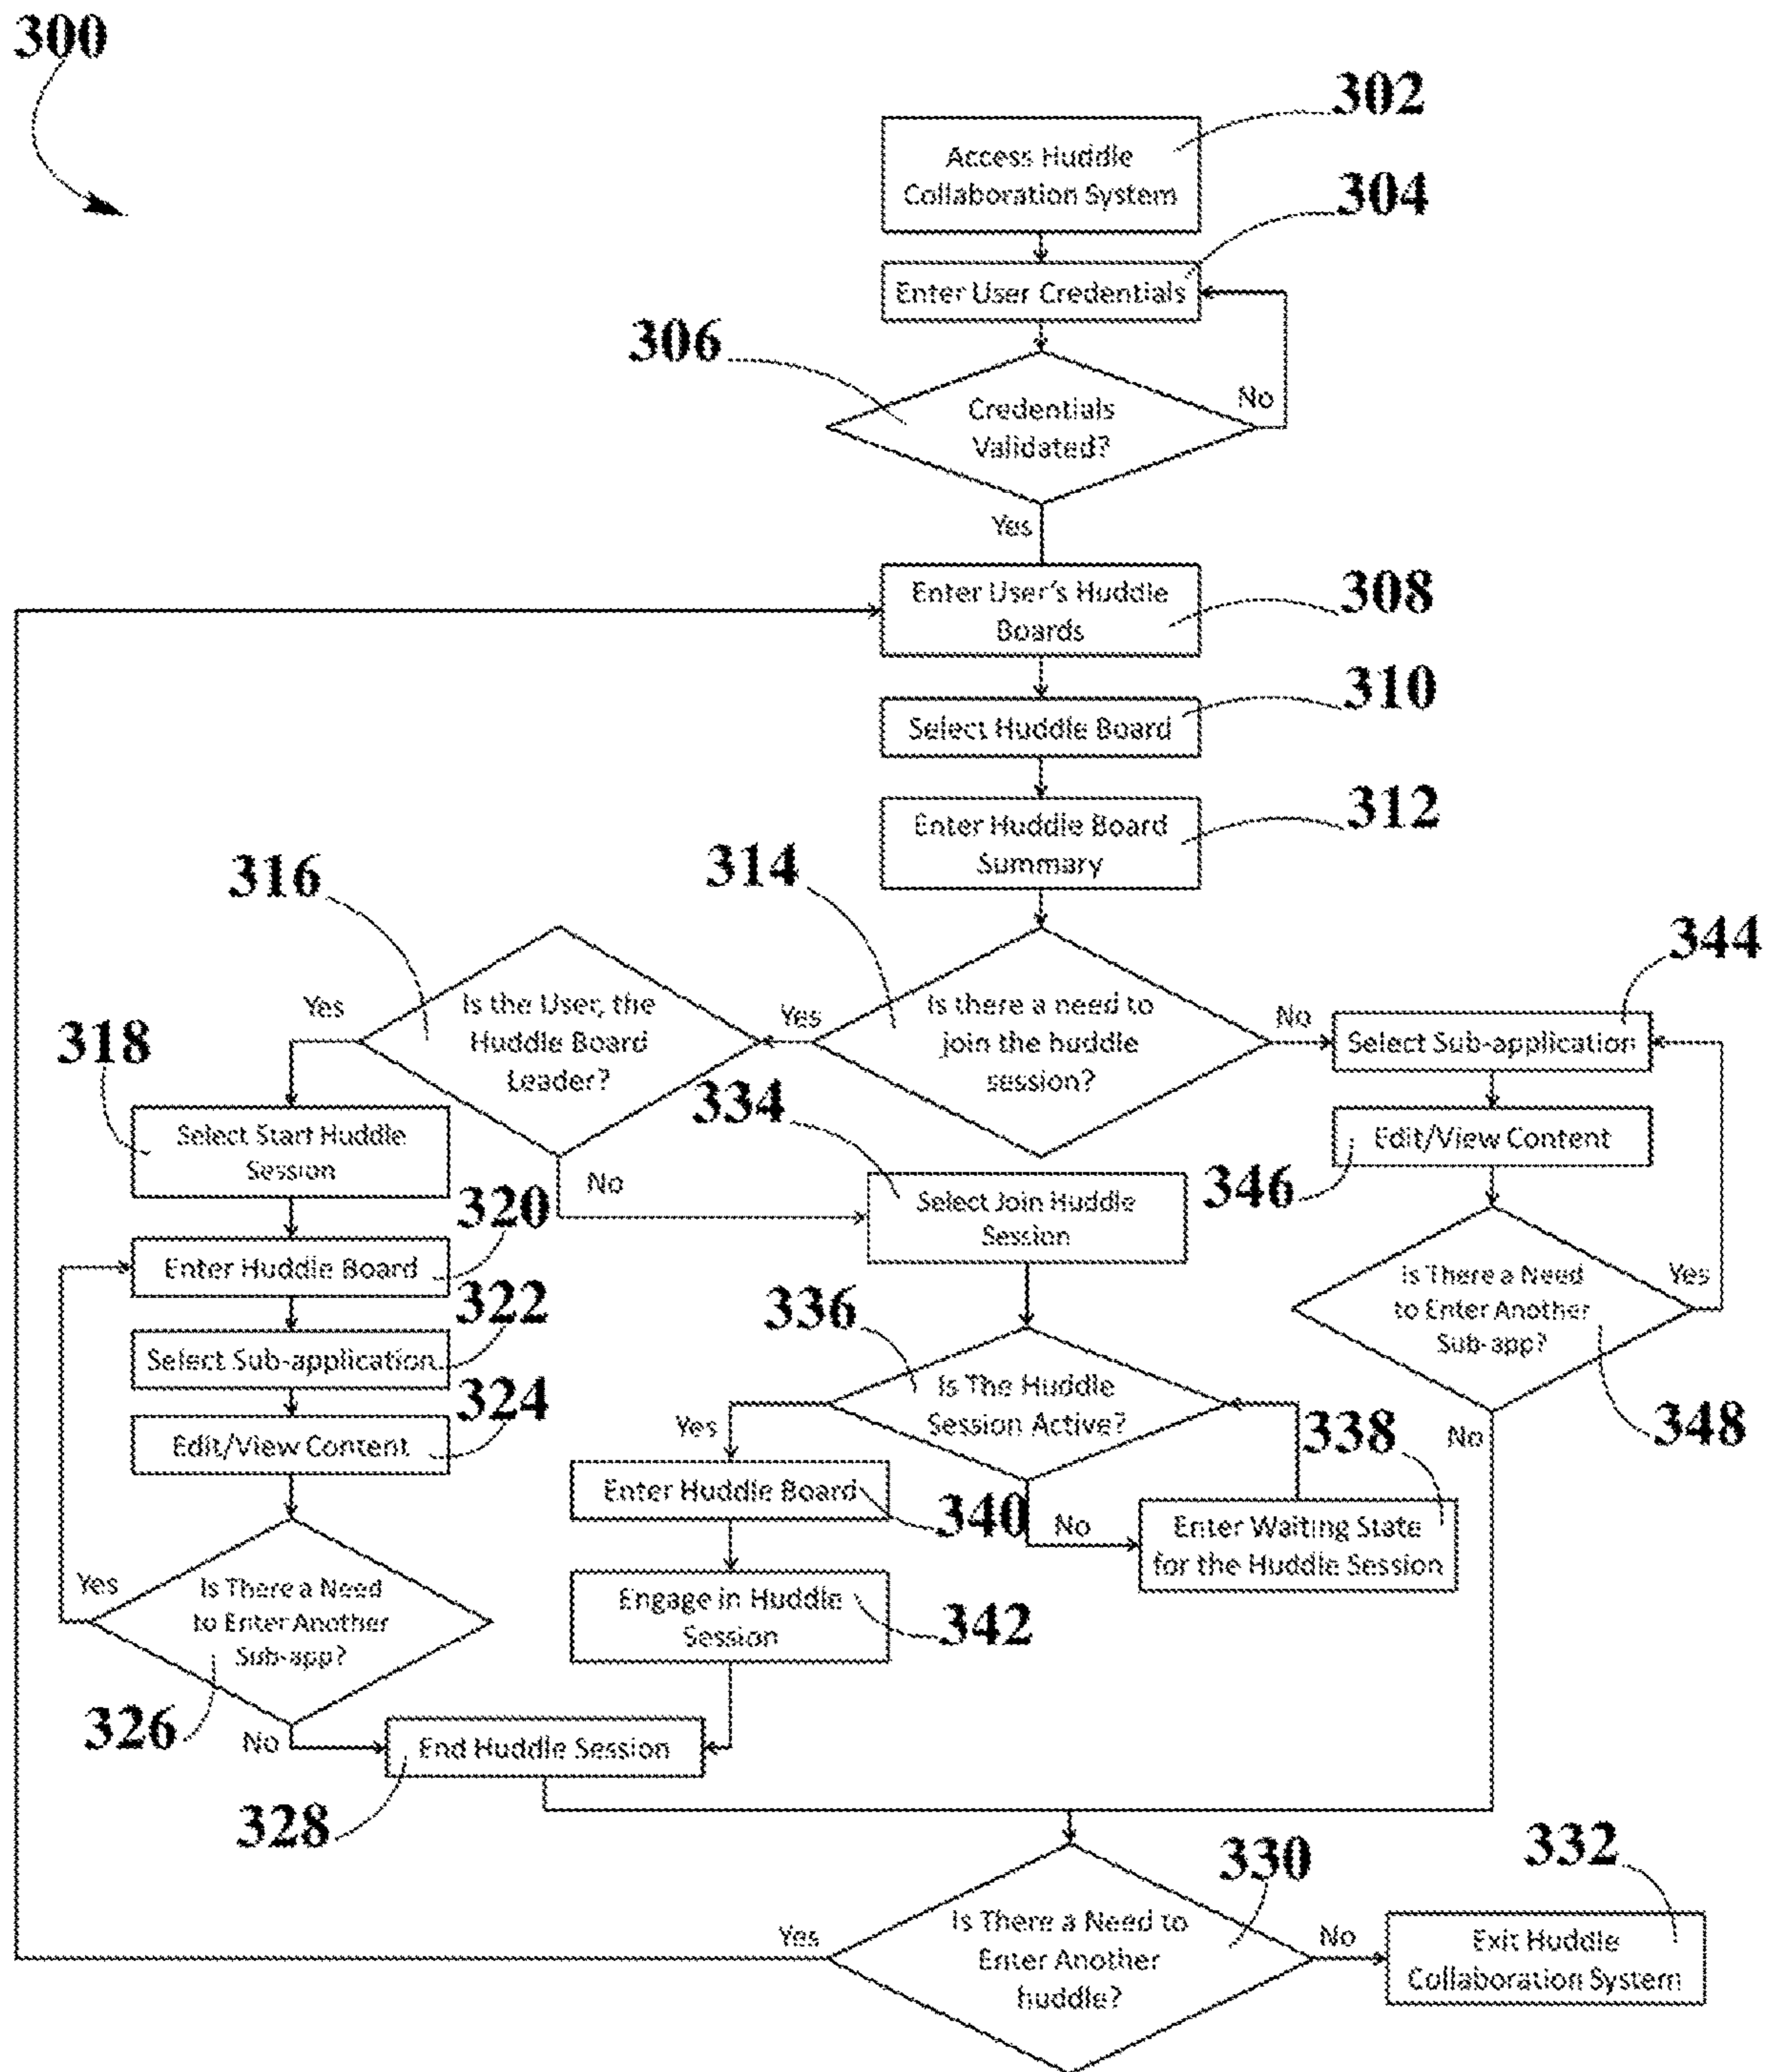 300
302
Access Huddle
Collaboration System
304
Enter User Credentials
306
Credentials
Validated?
No
Yes
Enter User's Huddle
Boards
308
310
Select Huddle Board
312
Enter Huddle Board
Summary
314
316
344
Yes
Is the User, the
Huddle Board
Leader?
Yes
Is there a need to
join the huddle
session?
No
Select Sub-application
318
334
Select Start Huddle
Session
Edit/View Content
346
No
Select Join Huddle
Session
320
Enter Huddle Board
Is There a Need
to Enter Another
Sub-app?
Yes
322
336
Select Sub-application
Is The Huddle
Session Active?
324
Yes
338
No
348
Edit/View Content
Enter Huddle Board
340
No
Enter Waiting State
for the Huddle Session
Yes
Is There a Need
to Enter Another
Sub-app?
Engage in Huddle
Session
342
326
No
End Huddle Session
328
330
332
Yes
Is There a Need to
Enter Another
huddle?
No
Exit Huddle
Collaboration System